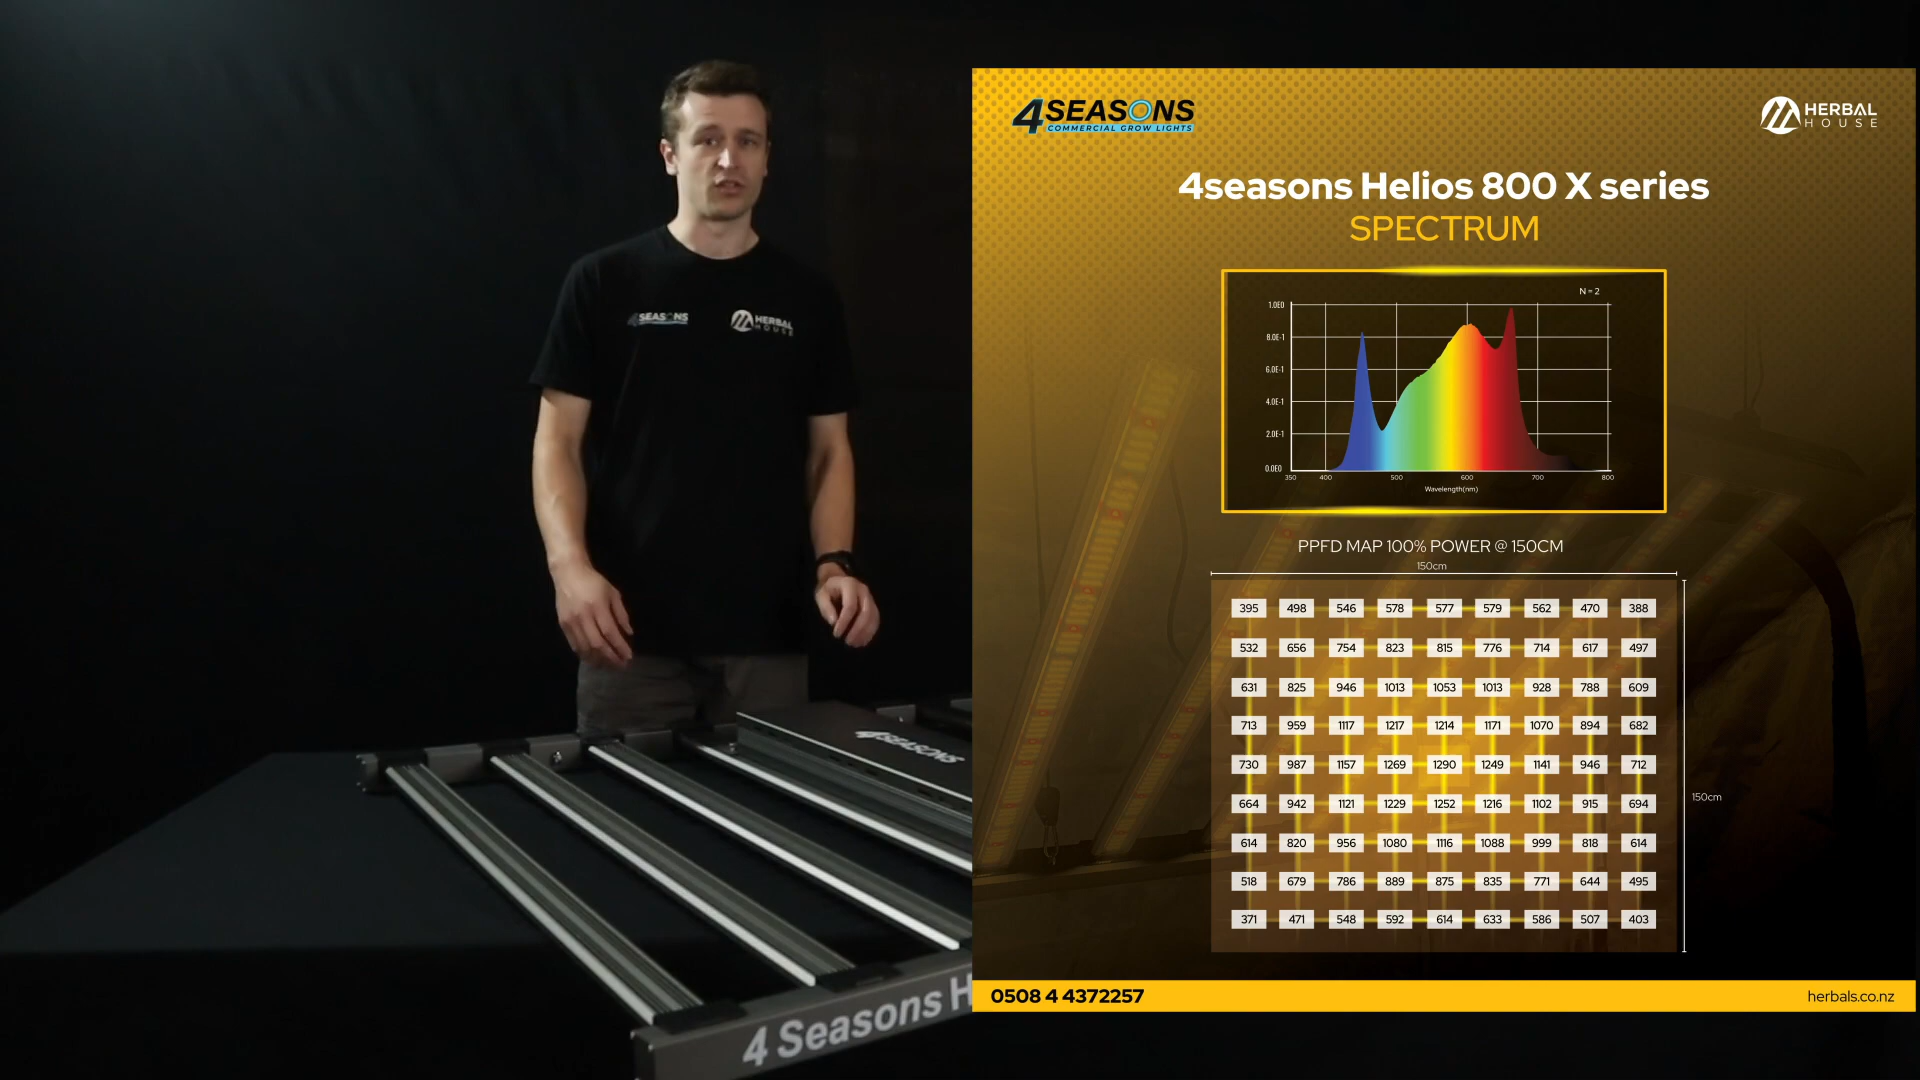 4SEASONS
COMMERCIAL GROW LIGHTS
HERBAL
HOUSE
4seasons Helios 800 X series
SPECTRUM
N = 2
1.0E0
8.0E-1
6.0E-1
4.0E-1
2.0E-1
0.0E0
350 400 500 600 700 800
Wavelength(nm)
PPFD MAP 100% POWER @ 150CM
150cm
395 498 546 578 577 579 562 470 388
532 656 754 823 815 776 714 617 497
631 825 946 1013 1053 1013 928 788 609
713 959 1117 1217 1214 1171 1070 894 682
730 987 1157 1269 1290 1249 1141 946 712
150cm
664 942 1121 1229 1252 1216 1102 915 694
614 820 956 1080 1116 1088 999 818 614
518 679 786 889 875 835 771 644 495
371 471 548 592 614 633 586 507 403
0508 4 4372257
herbals.co.nz
4SEASONS
HERBAL
HOUSE
4SEASONS
4 Seasons H